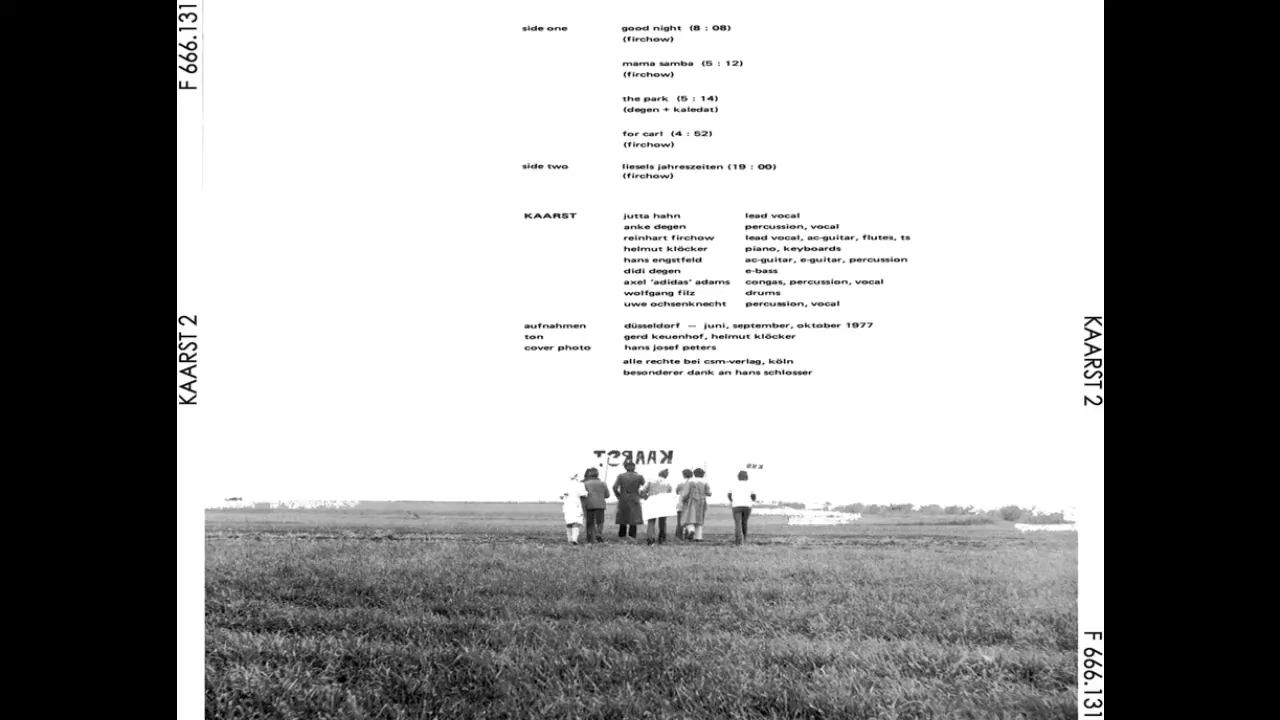 F 666.131
side one good night (8 : 08)
(firchow)
mama samba (5 : 12)
(firchow)
the park (5 : 14)
(degen + kaledat)
for carl (4 : 52)
(firchow)
side two liesels jahreszeiten (19 : 00)
(firchow)
KAARST jutta hahn lead vocal
anke degen percussion, vocal
reinhart firchow lead vocal, ac-guitar, flutes, ts
helmut klöcker piano, keyboards
hans engstfeld ac-guitar, e-guitar, percussion
didi degen e-bass
axel 'adidas' adams congas, percussion, vocal
wolfgang filz drums
uwe ochsenknecht percussion, vocal
aufnahmen düsseldorf — juni, september, oktober 1977
ton gerd keuenhof, helmut klöcker
cover photo hans josef peters
alle rechte bei csm-verlag, köln
besonderer dank an hans schlosser
KAARST 2
KAARST 2
KAARST
F 666.131